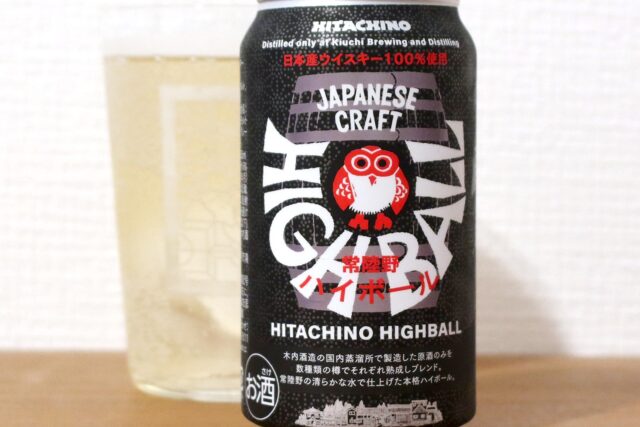 HITACHINO
Distilled only at Kiuchi Brewing and Distilling
日本産ウイスキー100%使用
JAPANESE
CRAFT
HIGHBALL
常陸野
ハイボール
HITACHINO HIGHBALL
木内酒造の国内蒸溜所で製造した原酒のみを
数種類の樽でそれぞれ熟成しブレンド。
常陸野の清らかな水で仕上げた本格ハイボール。
さけ
お酒